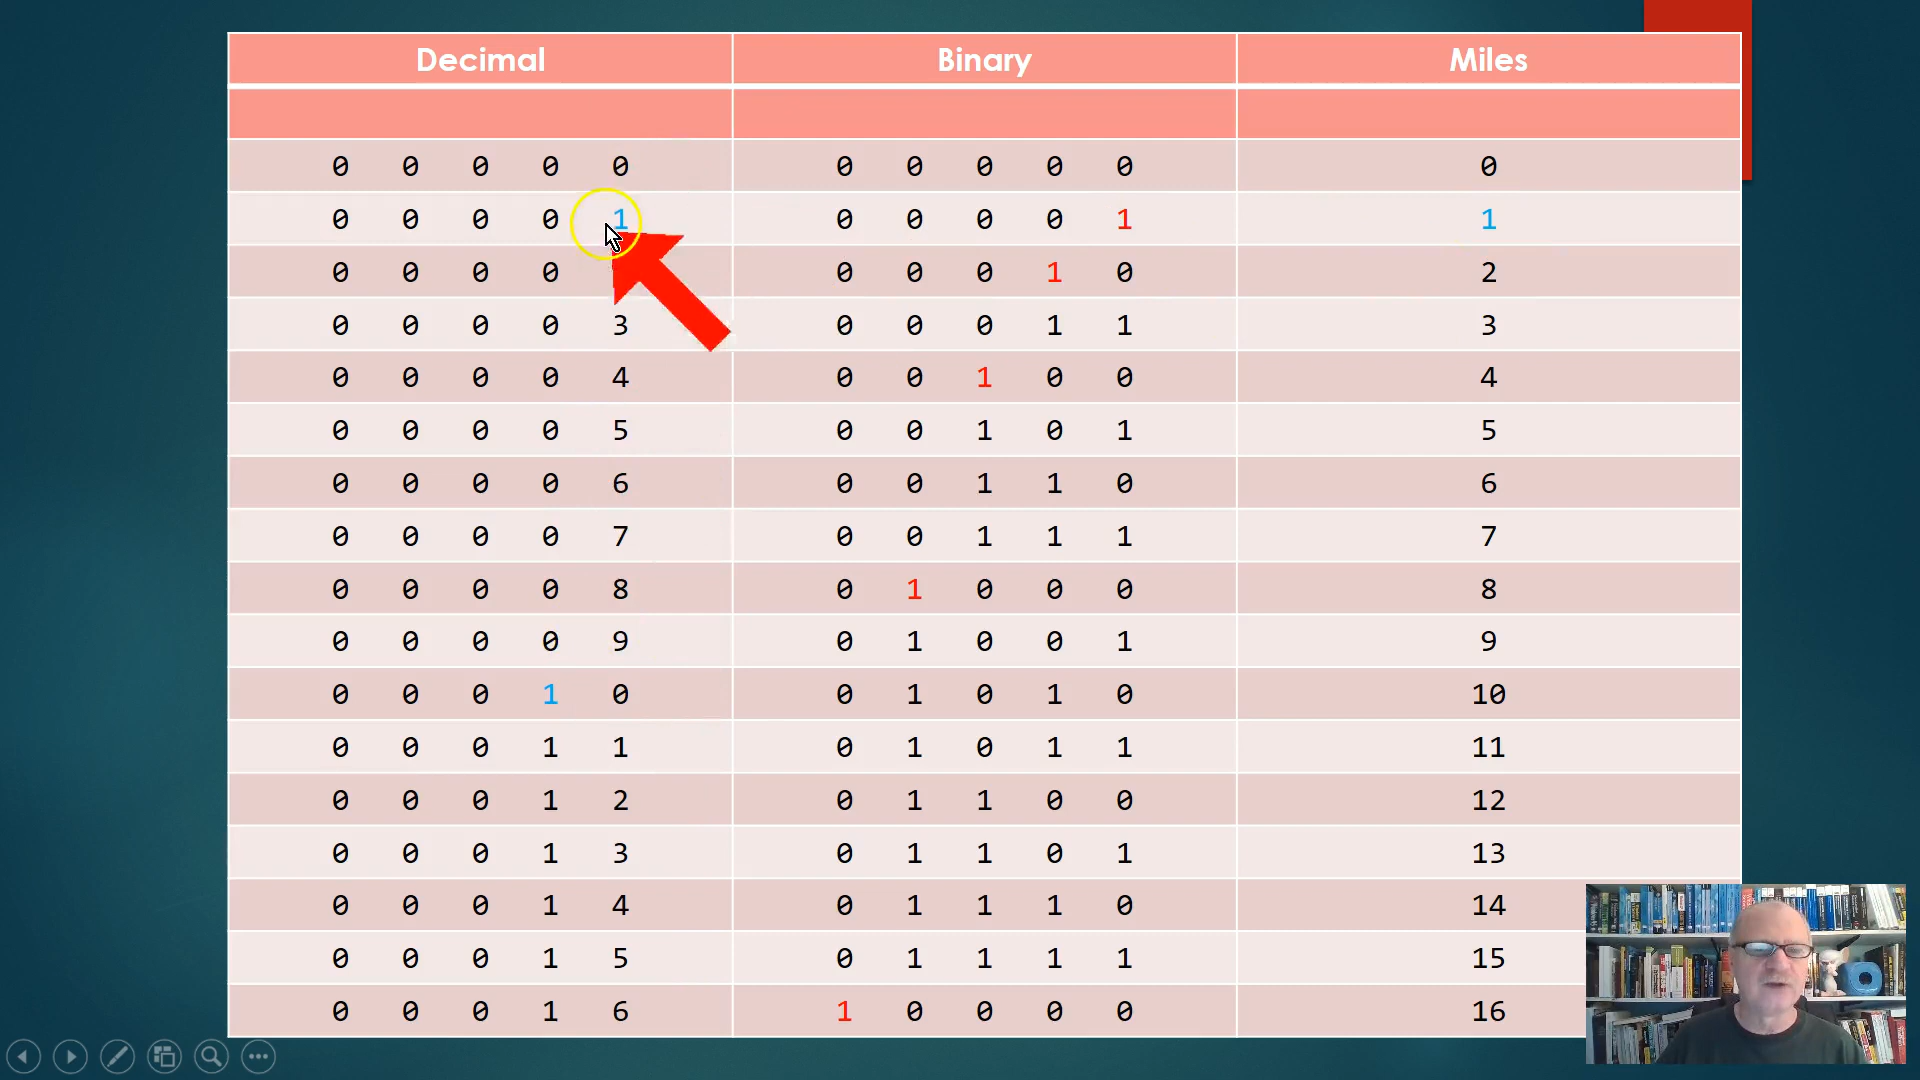 Decimal Binary Miles
0 0 0 0 0 0 0 0 0 0 0
0 0 0 0 1 0 0 0 0 1 1
0 0 0 0 0 0 0 1 0 2
0 0 0 0 3 0 0 0 1 1 3
0 0 0 0 4 0 0 1 0 0 4
0 0 0 0 5 0 0 1 0 1 5
0 0 0 0 6 0 0 1 1 0 6
0 0 0 0 7 0 0 1 1 1 7
0 0 0 0 8 0 1 0 0 0 8
0 0 0 0 9 0 1 0 0 1 9
0 0 0 1 0 0 1 0 1 0 10
0 0 0 1 1 0 1 0 1 1 11
0 0 0 1 2 0 1 1 0 0 12
0 0 0 1 3 0 1 1 0 1 13
0 0 0 1 4 0 1 1 1 0 14
0 0 0 1 5 0 1 1 1 1 15
0 0 0 1 6 1 0 0 0 0 16